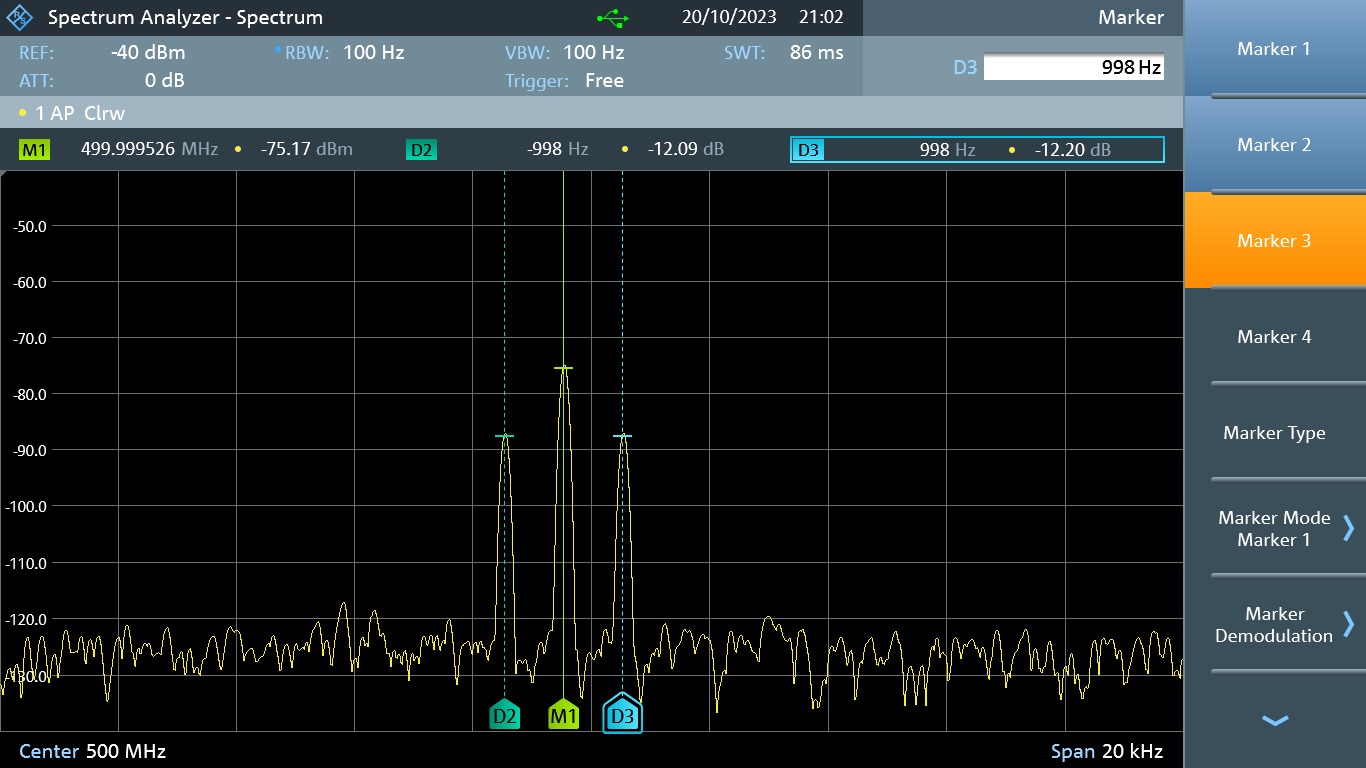 Spectrum Analyzer - Spectrum 20/10/2023 21:02 Marker
REF: -40 dBm RBW: 100 Hz VBW: 100 Hz SWT: 86 ms
D3 998 Hz
ATT: 0 dB Trigger: Free
1 AP Clrw
M1 499.999526 MHz -75.17 dBm D2 -998 Hz -12.09 dB D3 998 Hz -12.20 dB
-50.0
-60.0
-70.0
-80.0
-90.0
-100.0
-110.0
-120.0
-130.0
D2 M1 D3
Center 500 MHz Span 20 kHz
Marker 1
Marker 2
Marker 3
Marker 4
Marker Type
Marker Mode
Marker 1
Marker
Demodulation